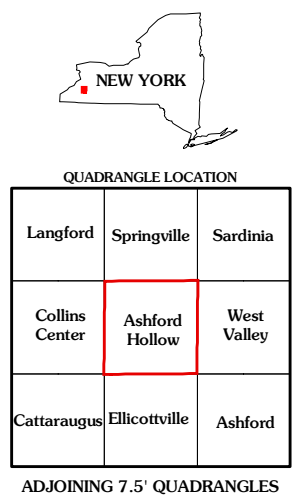 NEW YORK
QUADRANGLE LOCATION
Langford
Springville
Sardinia
Collins
Center
Ashford
Hollow
West
Valley
Cattaraugus
Ellicottville
Ashford
ADJOINING 7.5' QUADRANGLES